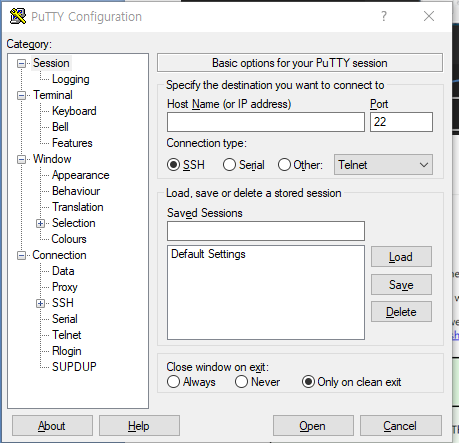 PuTTY Configuration
?
Category:
Session
Logging
Terminal
Keyboard
Bell
Features
Window
Appearance
Behaviour
Translation
Selection
Colours
Connection
Data
Proxy
SSH
Serial
Telnet
Rlogin
SUPDUP
Basic options for your PuTTY session
Specify the destination you want to connect to
Host Name (or IP address)
Port
22
Connection type:
SSH
Serial
Other:
Telnet
Load, save or delete a stored session
Saved Sessions
Default Settings
Load
Save
Delete
Close window on exit:
Always
Never
Only on clean exit
About
Help
Open
Cancel